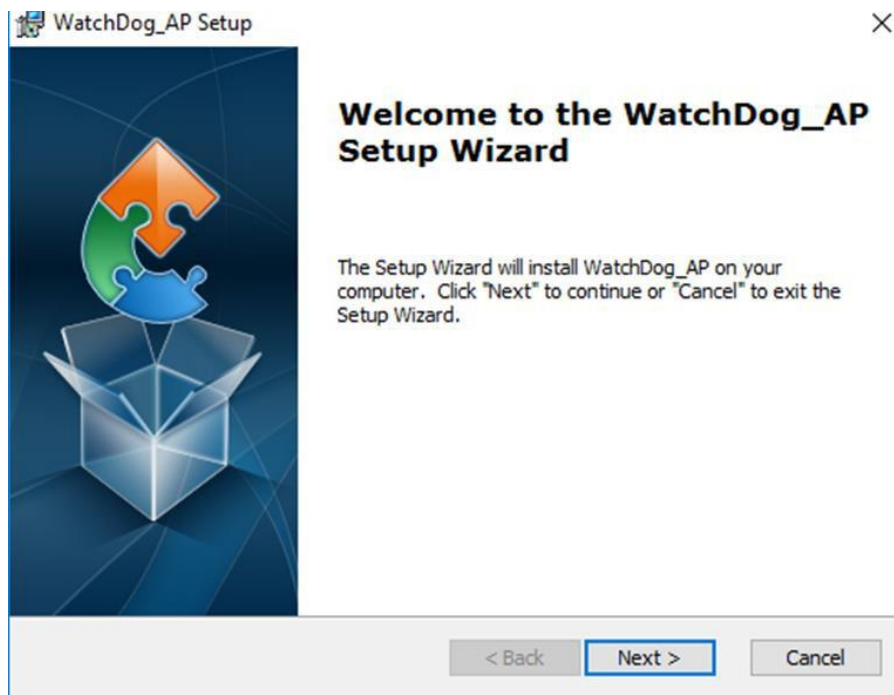 WatchDog_AP Setup
Welcome to the WatchDog_AP
Setup Wizard
The Setup Wizard will install WatchDog_AP on your
computer. Click "Next" to continue or "Cancel" to exit the
Setup Wizard.
< Back Next > Cancel